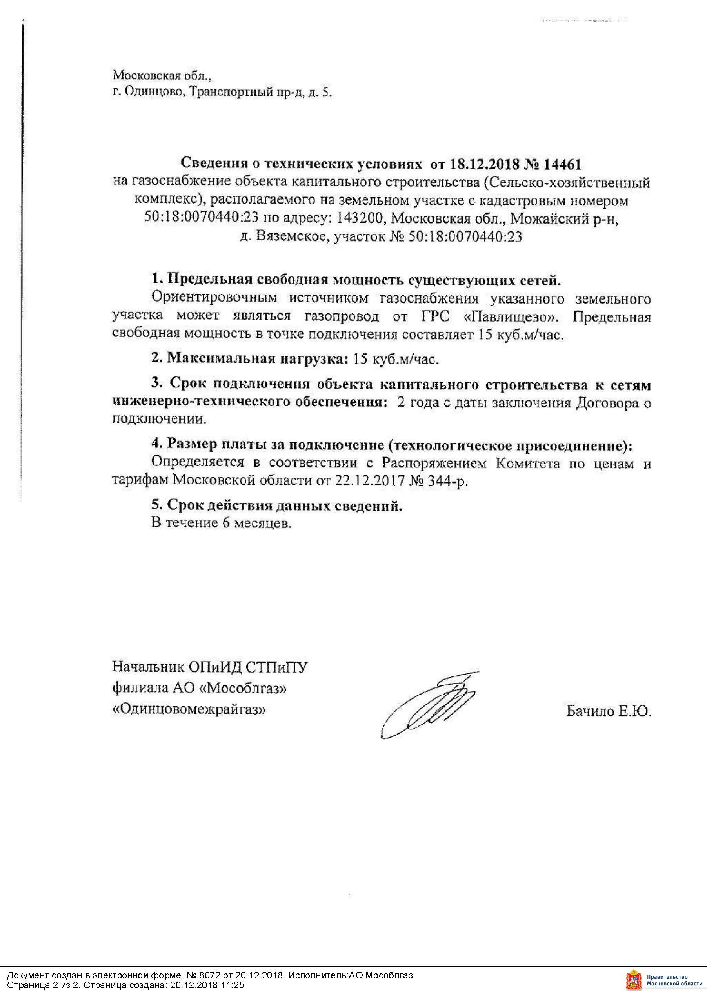 Московская обл.,
г. Одинцово, Транспортный пр-д, д. 5.
Сведения о технических условиях от 18.12.2018 № 14461
на газоснабжение объекта капитального строительства (Сельско-хозяйственный
комплекс), располагаемого на земельном участке с кадастровым номером
50:18:0070440:23 по адресу: 143200, Московская обл., Можайский р-н,
д. Вяземское, участок № 50:18:0070440:23
1. Предельная свободная мощность существующих сетей.
Ориентировочным источником газоснабжения указанного земельного
участка может являться газопровод от ГРС «Павлищево». Предельная
свободная мощность в точке подключения составляет 15 куб.м/час.
2. Максимальная нагрузка: 15 куб.м/час.
3. Срок подключения объекта капитального строительства к сетям
инженерно-технического обеспечения: 2 года с даты заключения Договора о
подключении.
4. Размер платы за подключение (технологическое присоединение):
Определяется в соответствии с Распоряжением Комитета по ценам и
тарифам Московской области от 22.12.2017 № 344-р.
5. Срок действия данных сведений.
В течение 6 месяцев.
Начальник ОПиИД СТПиПУ
филиала АО «Мособлгаз»
«Одинцовомежрайгаз»
Бачило Е.Ю.
Документ создан в электронной форме. № 8072 от 20.12.2018. Исполнитель:АО Мособлгаз
Страница 2 из 2. Страница создана: 20.12.2018 11:25
Правительство
Московской области